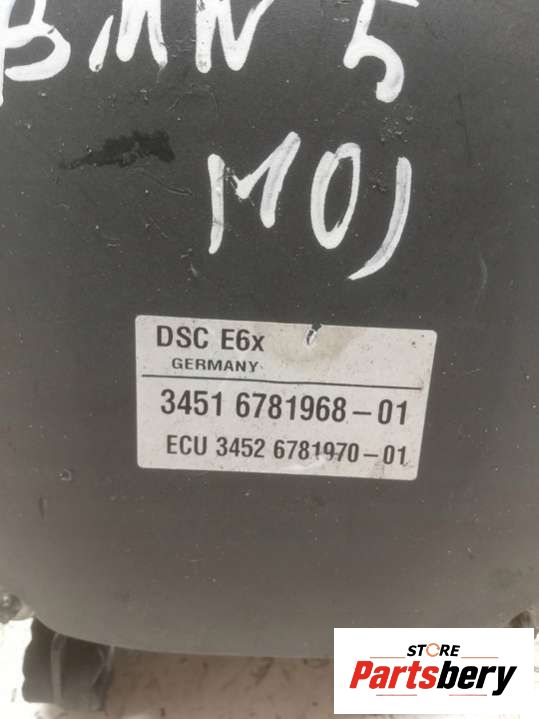 BMW 5
M0J
DSC E6x
GERMANY
3451 6781968-01
ECU 3452 6781970-01
STORE
Partsbery